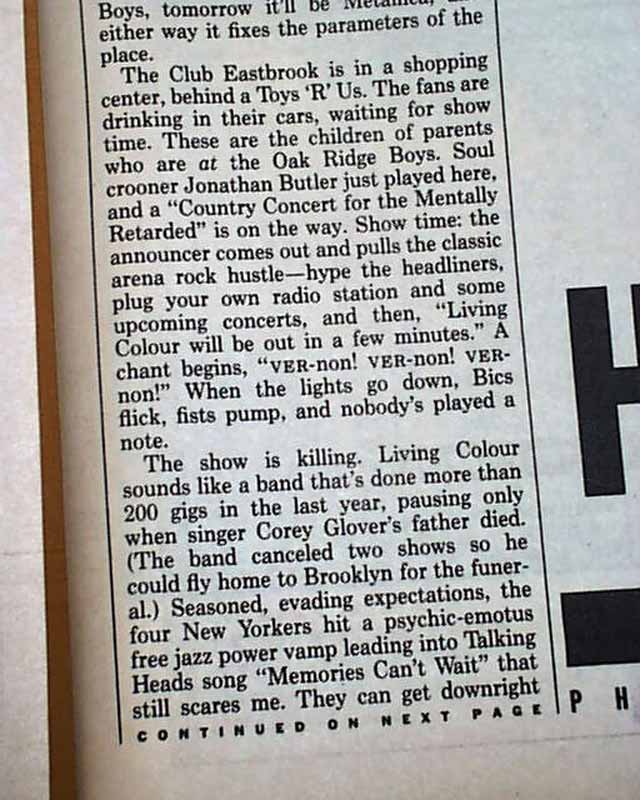 Boys, tomorrow it'll be Metallica,
either way it fixes the parameters of the
place.
The Club Eastbrook is in a shopping
center, behind a Toys 'R' Us. The fans are
drinking in their cars, waiting for show
time. These are the children of parents
who are at the Oak Ridge Boys. Soul
crooner Jonathan Butler just played here,
and a “Country Concert for the Mentally
Retarded” is on the way. Show time: the
announcer comes out and pulls the classic
arena rock hustle—hype the headliners,
plug your own radio station and some
upcoming concerts, and then, “Living
Colour will be out in a few minutes.” A
chant begins, “VER-non! VER-non! VER-
non!” When the lights go down, Bics
flick, fists pump, and nobody's played a
note.
The show is killing. Living Colour
sounds like a band that's done more than
200 gigs in the last year, pausing only
when singer Corey Glover's father died.
(The band canceled two shows so he
could fly home to Brooklyn for the funer-
al.) Seasoned, evading expectations, the
four New Yorkers hit a psychic-emotus
free jazz power vamp leading into Talking
Heads song “Memories Can't Wait” that
still scares me. They can get downright
CONTINUED ON NEXT PAGE
H
P H